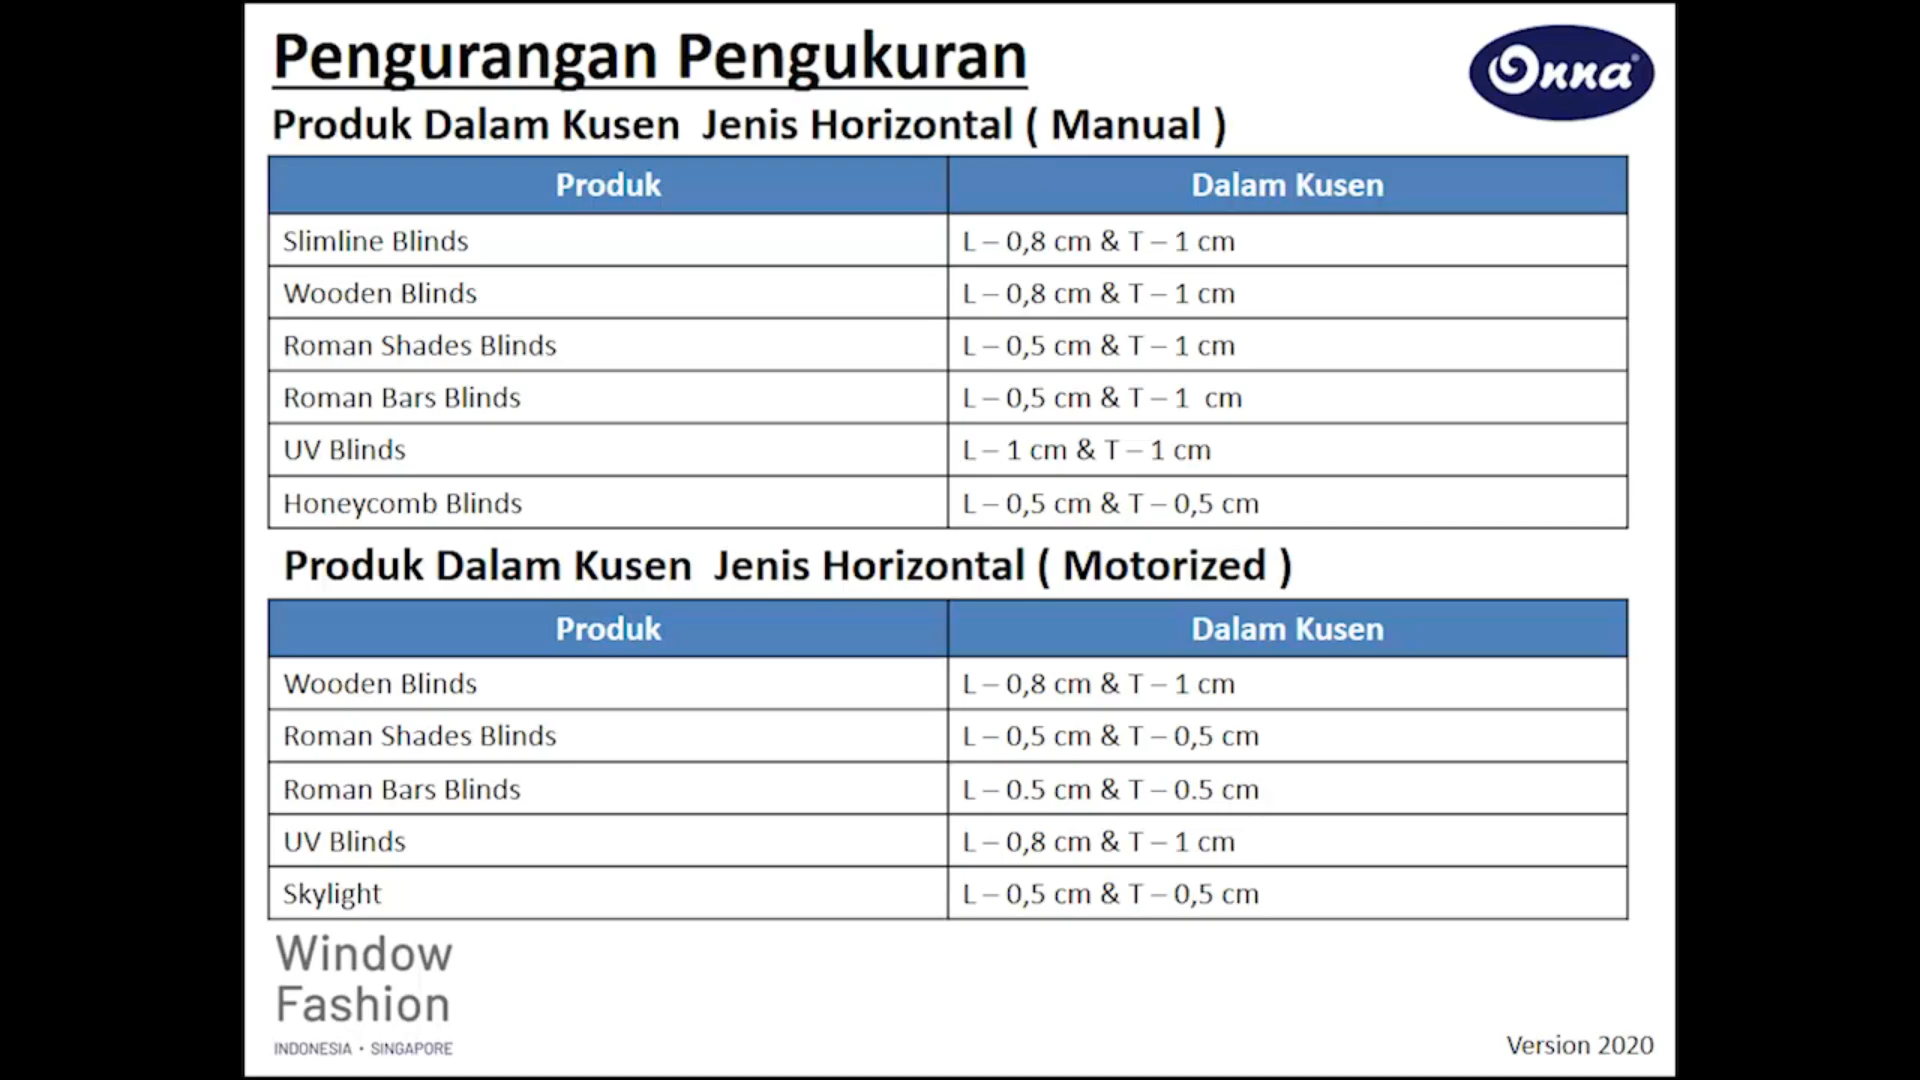 Pengurangan Pengukuran
Onna
Produk Dalam Kusen Jenis Horizontal ( Manual )
Produk Dalam Kusen
Slimline Blinds L – 0,8 cm & T – 1 cm
Wooden Blinds L – 0,8 cm & T – 1 cm
Roman Shades Blinds L – 0,5 cm & T – 1 cm
Roman Bars Blinds L – 0,5 cm & T – 1 cm
UV Blinds L – 1 cm & T – 1 cm
Honeycomb Blinds L – 0,5 cm & T – 0,5 cm
Produk Dalam Kusen Jenis Horizontal ( Motorized )
Produk Dalam Kusen
Wooden Blinds L – 0,8 cm & T – 1 cm
Roman Shades Blinds L – 0,5 cm & T – 0,5 cm
Roman Bars Blinds L – 0.5 cm & T – 0.5 cm
UV Blinds L – 0,8 cm & T – 1 cm
Skylight L – 0,5 cm & T – 0,5 cm
Window
Fashion
INDONESIA • SINGAPORE
Version 2020